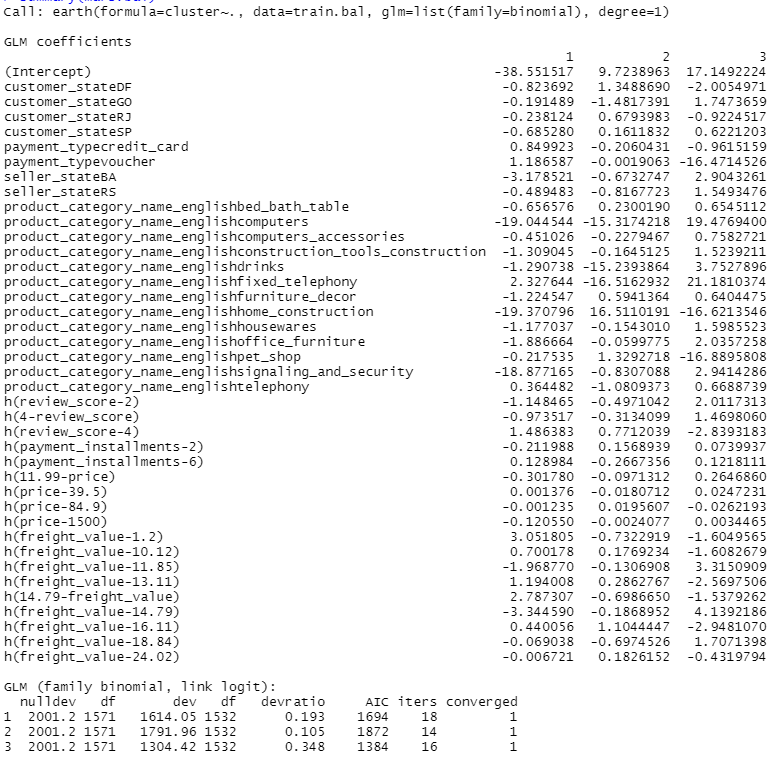 Call: earth(formula=cluster~., data=train.bal, glm=list(family=binomial), degree=1)
GLM coefficients
1 2 3
(Intercept) -38.551517 9.7238963 17.1492224
customer_stateDF -0.823692 1.3488690 -2.0054971
customer_stateGO -0.191489 -1.4817391 1.7473659
customer_stateRJ -0.238124 0.6793983 -0.9224517
customer_stateSP -0.685280 0.1611832 0.6221203
payment_typecredit_card 0.849923 -0.2060431 -0.9615159
payment_typevoucher 1.186587 -0.0019063 -16.4714526
seller_stateBA -3.178521 -0.6732747 2.9043261
seller_stateRS -0.489483 -0.8167723 1.5493476
product_category_name_englishbed_bath_table -0.656576 0.2300190 0.6545112
product_category_name_englishcomputers -19.044544 -15.3174218 19.4769400
product_category_name_englishcomputers_accessories -0.451026 -0.2279467 0.7582721
product_category_name_englishconstruction_tools_construction -1.309045 -0.1645125 1.5239211
product_category_name_englishdrinks -1.290738 -15.2393864 3.7527896
product_category_name_englishfixed_telephony 2.327644 -16.5162932 21.1810374
product_category_name_englishfurniture_decor -1.224547 0.5941364 0.6404475
product_category_name_englishhome_construction -19.370796 16.5110191 -16.6213546
product_category_name_englishhousewares -1.177037 -0.1543010 1.5985523
product_category_name_englishoffice_furniture -1.886664 -0.0599775 2.0357258
product_category_name_englishpet_shop -0.217535 1.3292718 -16.8895808
product_category_name_englishsignaling_and_security -18.877165 -0.8307088 2.9414286
product_category_name_englishtelephony 0.364482 -1.0809373 0.6688739
h(review_score-2) -1.148465 -0.4971042 2.0117313
h(4-review_score) -0.973517 -0.3134099 1.4698060
h(review_score-4) 1.486383 0.7712039 -2.8393183
h(payment_installments-2) -0.211988 0.1568939 0.0739937
h(payment_installments-6) 0.128984 -0.2667356 0.1218111
h(11.99-price) -0.301780 -0.0971312 0.2646860
h(price-39.5) 0.001376 -0.0180712 0.0247231
h(price-84.9) -0.001235 0.0195607 -0.0262193
h(price-1500) -0.120550 -0.0024077 0.0034465
h(freight_value-1.2) 3.051805 -0.7322919 -1.6049565
h(freight_value-10.12) 0.700178 0.1769234 -1.6082679
h(freight_value-11.85) -1.968770 -0.1306908 3.3150909
h(freight_value-13.11) 1.194008 0.2862767 -2.5697506
h(14.79-freight_value) 2.787307 -0.6986650 -1.5379262
h(freight_value-14.79) -3.344590 -0.1868952 4.1392186
h(freight_value-16.11) 0.440056 1.1044447 -2.9481070
h(freight_value-18.84) -0.069038 -0.6974526 1.7071398
h(freight_value-24.02) -0.006721 0.1826152 -0.4319794
GLM (family binomial, link logit):
nulldev df dev df devratio AIC iters converged
1 2001.2 1571 1614.05 1532 0.193 1694 18 1
2 2001.2 1571 1791.96 1532 0.105 1872 14 1
3 2001.2 1571 1304.42 1532 0.348 1384 16 1